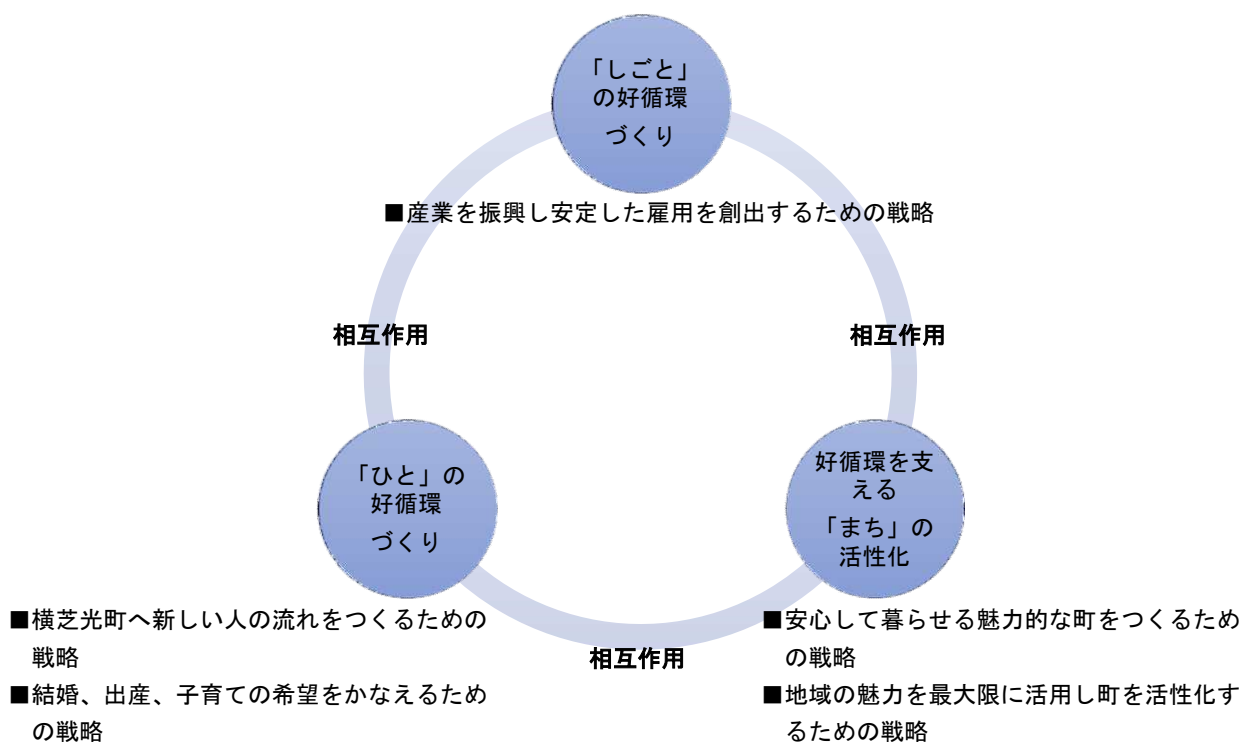 「しごと」
の好循環
づくり
■産業を振興し安定した雇用を創出するための戦略
相互作用
相互作用
「ひと」の
好循環
づくり
好循環を支
える
「まち」の
活性化
■横芝光町へ新しい人の流れをつくるための
戦略
■結婚、出産、子育ての希望をかなえるため
の戦略
相互作用
■安心して暮らせる魅力的な町をつくるため
の戦略
■地域の魅力を最大限に活用し町を活性化す
るための戦略